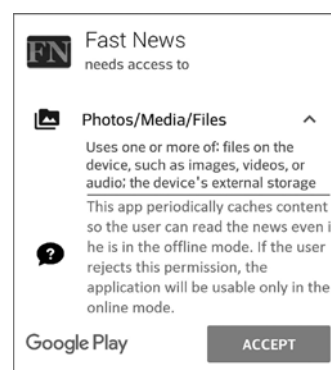 FN
Fast News
needs access to
Photos/Media/Files
Uses one or more of: files on the
device, such as images, videos, or
audio; the device's external storage
This app periodically caches content
so the user can read the news even i
he is in the offline mode. If the user
rejects this permission, the
application will be usable only in the
online mode.
?
Google Play
ACCEPT